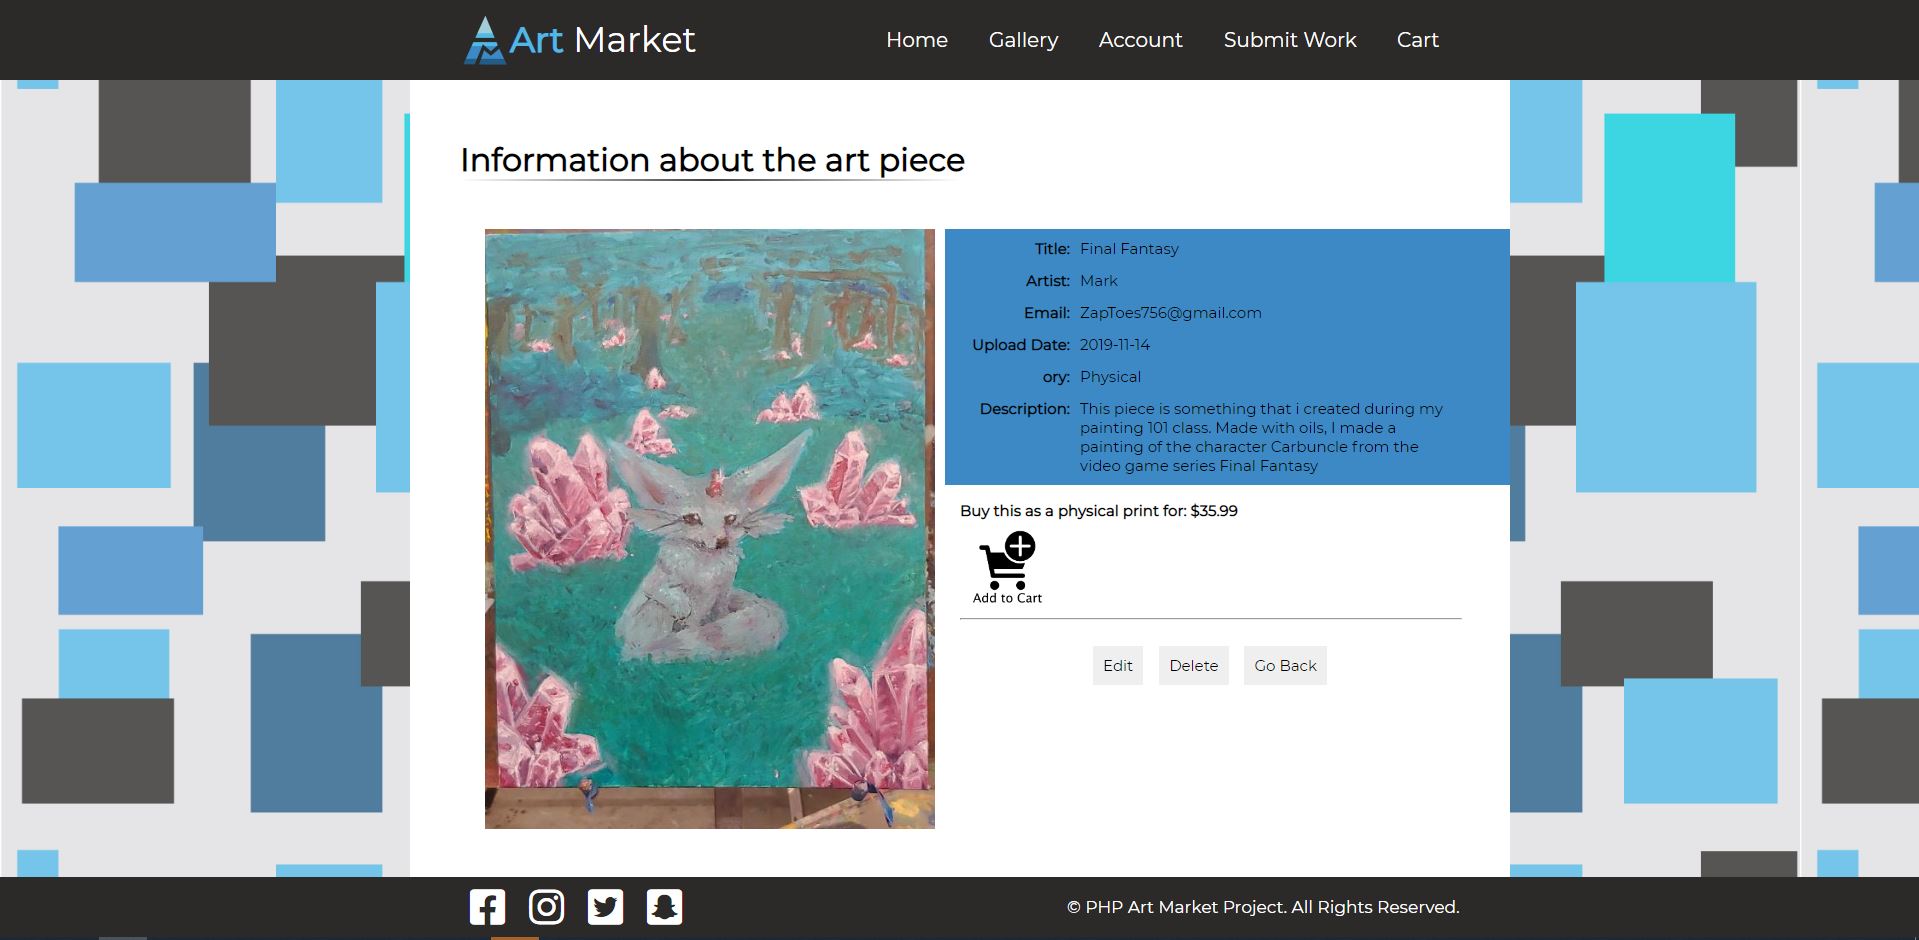 Art Market
Home Gallery Account Submit Work Cart
Information about the art piece
Title: Final Fantasy
Artist: Mark
Email: ZapToes756@gmail.com
Upload Date: 2019-11-14
ory: Physical
Description: This piece is something that i created during my
painting 101 class. Made with oils, I made a
painting of the character Carbuncle from the
video game series Final Fantasy
Buy this as a physical print for: $35.99
Add to Cart
Edit Delete Go Back
© PHP Art Market Project. All Rights Reserved.